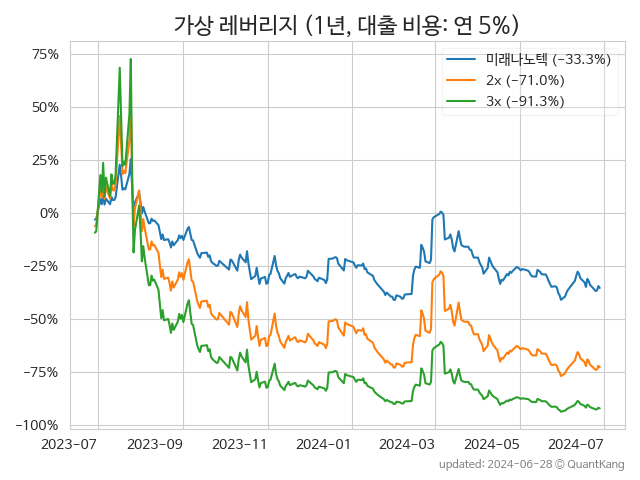 가상 레버리지 (1년, 대출 비용: 연 5%)
미래나노텍 (−33.3%)
2x (−71.0%)
3x (−91.3%)
75%
50%
25%
0%
−25%
−50%
−75%
−100%
2023-07 2023-09 2023-11 2024-01 2024-03 2024-05 2024-07
updated: 2024-06-28 © QuantKang